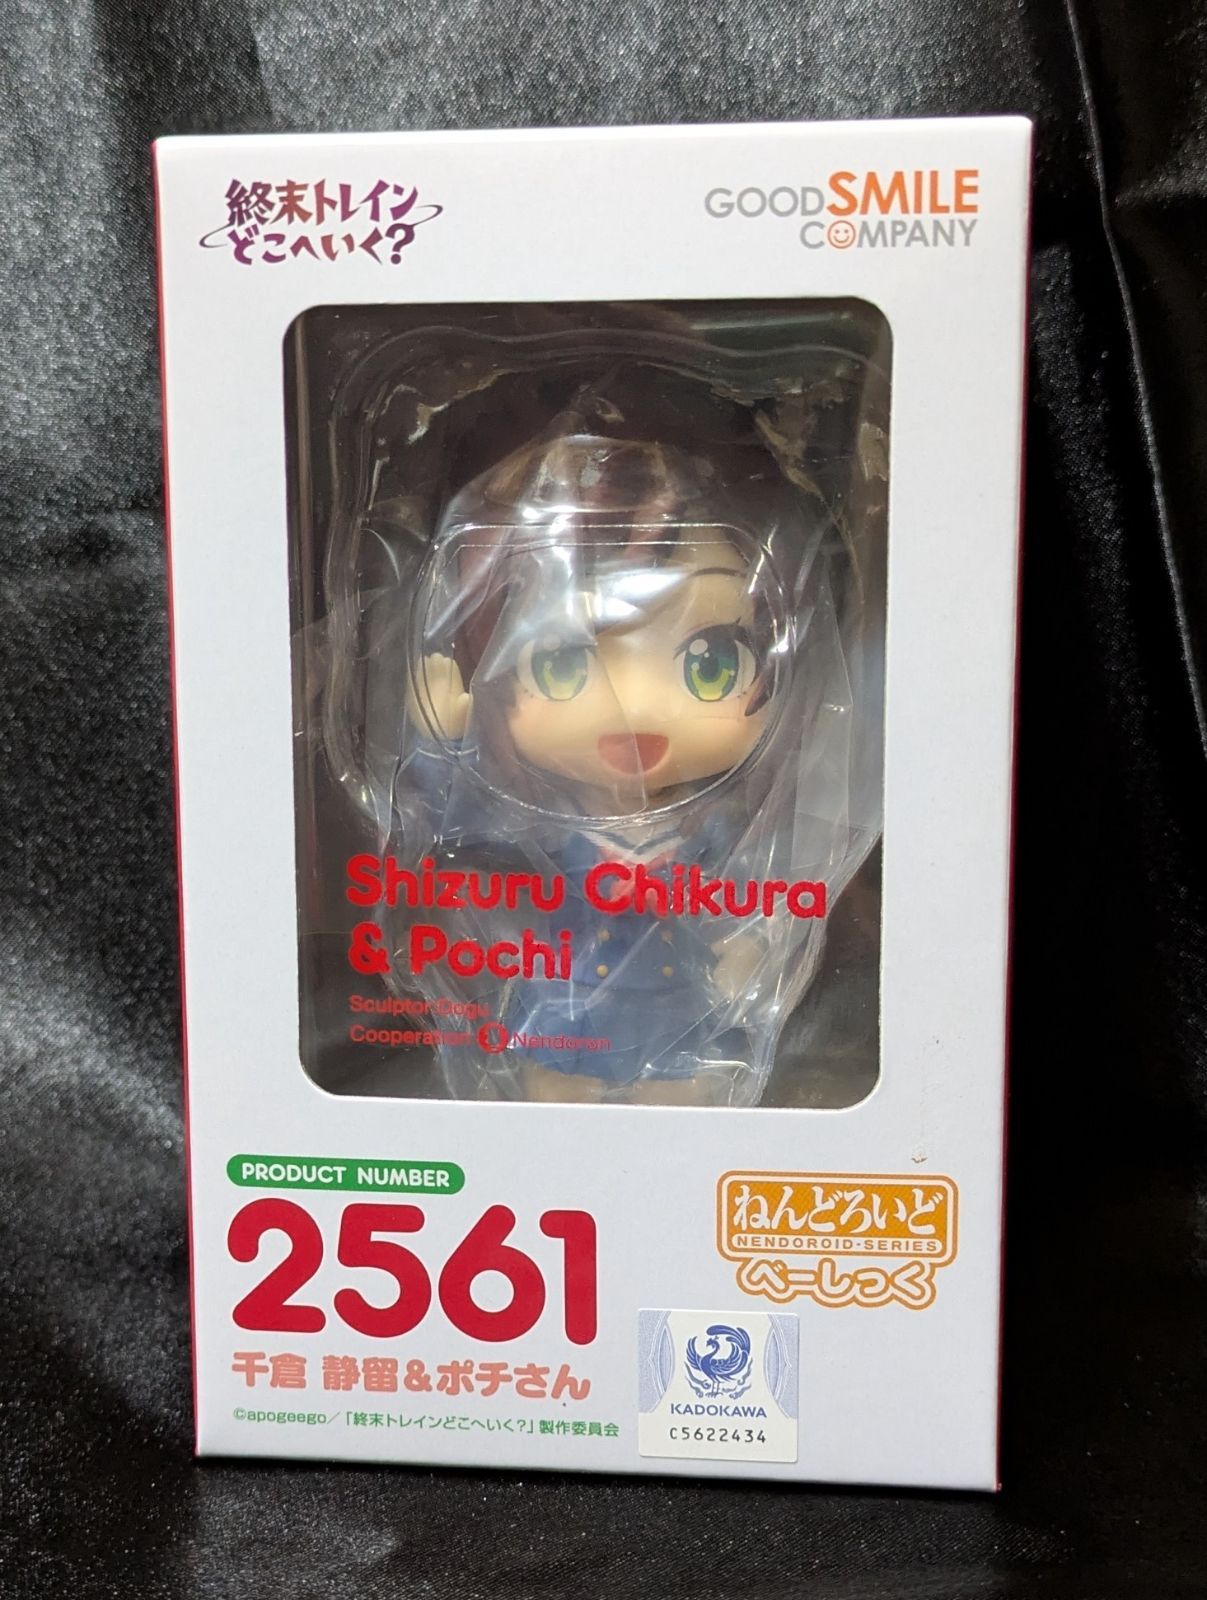 終末トレイン
どこへいく?
GOOD SMILE
COMPANY
Shizuru Chikura
& Pochi
Sculptor Dogu
Cooperation Nendoron
PRODUCT NUMBER
2561
千倉 静留&ポチさん
©apogeego/「終末トレインどこへいく?」製作委員会
ねんどろいど
NENDOROID·SERIES
べーしっく
KADOKAWA
C5622434